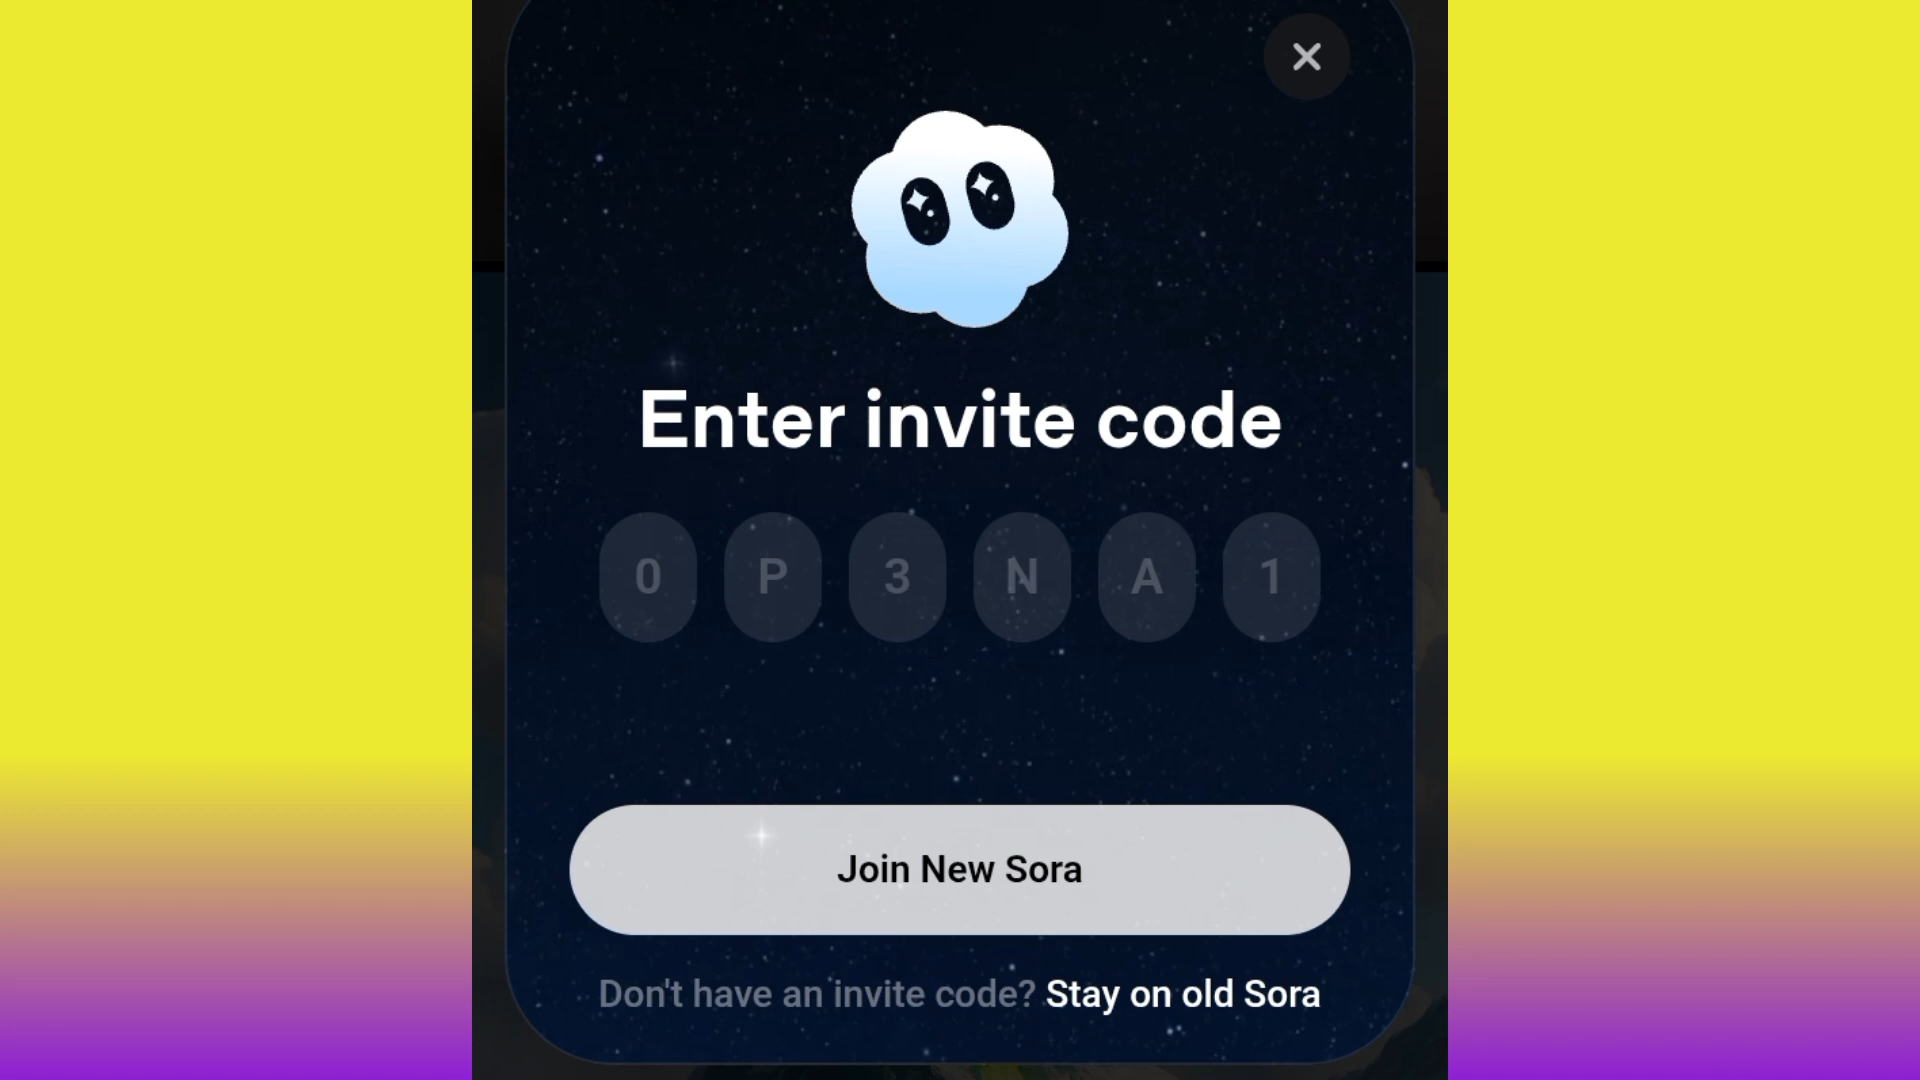 Enter invite code
0 P 3 N A 1
Join New Sora
Don't have an invite code? Stay on old Sora